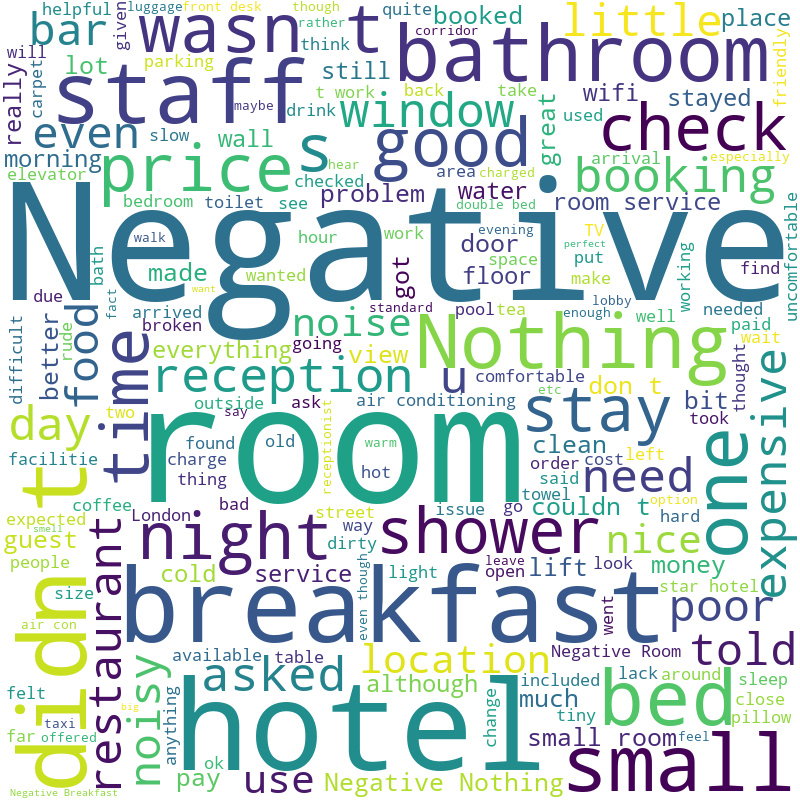 helpful
luggage
front desk
though
quite
booked
place
bar
wasn
t
given
rather
corridor
little
bathroom
really
lot
parking
think
back
take
friendly
carpet
staff
maybe
still
t work
wifi
stayed
drink
used
even
slow
wall
window
great
check
morning
prices
s
good
hear
area
charged
arrival
especially
elevator
checked
problem
water
booking
bedroom
toilet
see
double bed
room service
Negative
walk
hour
work
evening
door
put
TV
uncomfortable
perfect
space
bath
made
wanted
got
floor
make
working
find
fact
want
due
arrived
standard
pool
tea
lobby
enough
well
needed
paid
difficult
rude
better
food
time
broken
noise
going
Nothing
wait
everything
view
thought
reception
u
comfortable
don t
expensive
day
two
outside
say
ask
air conditioning
etc
stay
bit
took
t
room
facilitie
found
old
receptionist
warm
clean
one
charge
hot
order
said
cost
left
thing
need
coffee
towel
option
expected
London
bad
street
issue
go
couldn t
hard
smell
guest
night
way
shower
nice
people
dirty
leave
open
look
restaurant
cold
service
even though
light
lift
money
star hotel
size
breakfast
went
poor
air con
Negative Room
told
didn
noisy
available
table
location
lack
around
sleep
felt
anything
asked
although
included
much
close
bed
pillow
change
tiny
taxi
hotel
far
offered
big
ok
small room
feel
small
pay
use
Negative Nothing
Negative Breakfast